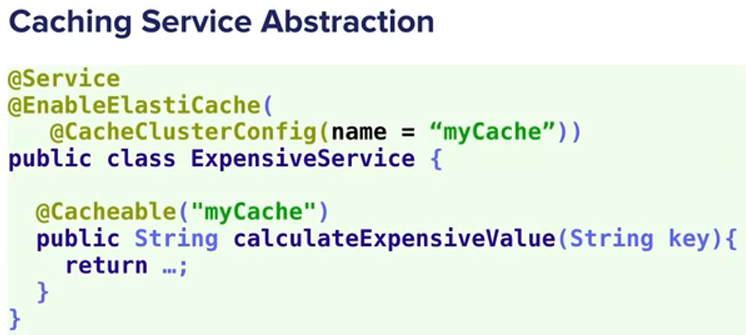 Caching Service Abstraction
@Service
@EnableElastiCache(
@CacheClusterConfig(name = “myCache”))
public class ExpensiveService {
@Cacheable("myCache")
public String calculateExpensiveValue(String key){
return …;
}
}